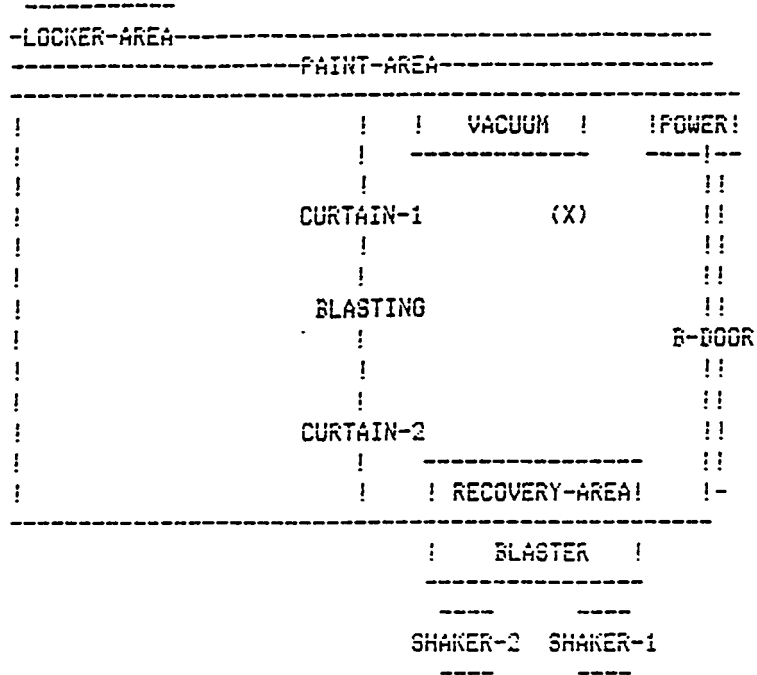 LOCKER-AREA
PAINT-AREA
VACUUM POWER
CURTAIN-1 (X)
BLASTING
B-DOOR
CURTAIN-2
RECOVERY-AREA
BLASTER
SHAKER-2 SHAKER-1